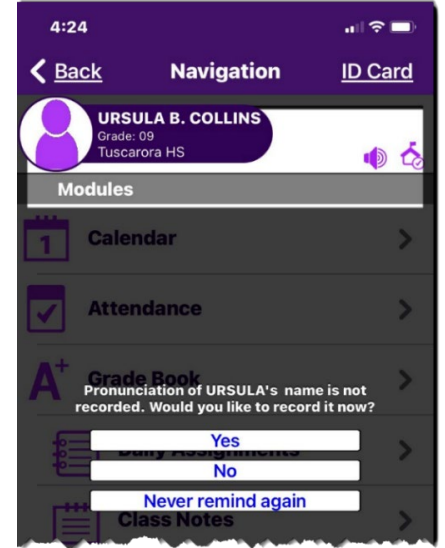 4:24
Back Navigation ID Card
URSULA B. COLLINS
Grade: 09
Tuscarora HS
Modules
1 Calendar
Attendance
A+ Grade Book
Pronunciation of URSULA's name is not
recorded. Would you like to record it now?
Yes
Daily Assignments
No
Never remind again
Class Notes